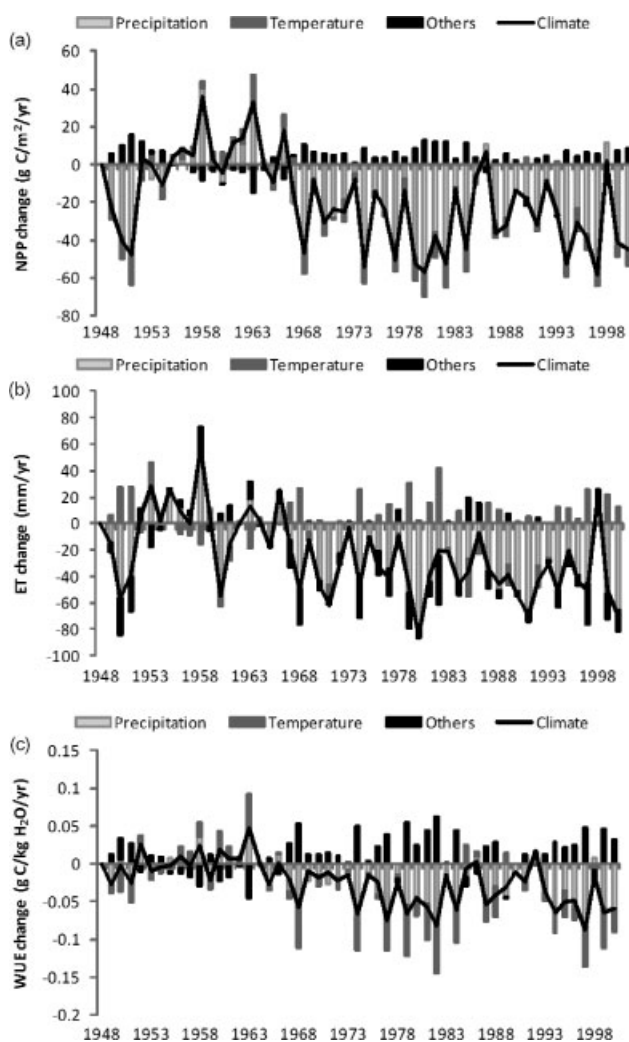 (a)
Precipitation Temperature Others Climate
NPP change (g C/m²/yr)
60
40
20
0
-20
-40
-60
-80
1948 1953 1958 1963 1968 1973 1978 1983 1988 1993 1998
Precipitation Temperature Others Climate
(b)
ET change (mm/yr)
100
80
60
40
20
0
-20
-40
-60
-80
-100
1948 1953 1958 1963 1968 1973 1978 1983 1988 1993 1998
Precipitation Temperature Others Climate
(c)
WUE change (g C/kg H₂O/yr)
0.15
0.1
0.05
0
-0.05
-0.1
-0.15
-0.2
1948 1953 1958 1963 1968 1973 1978 1983 1988 1993 1998